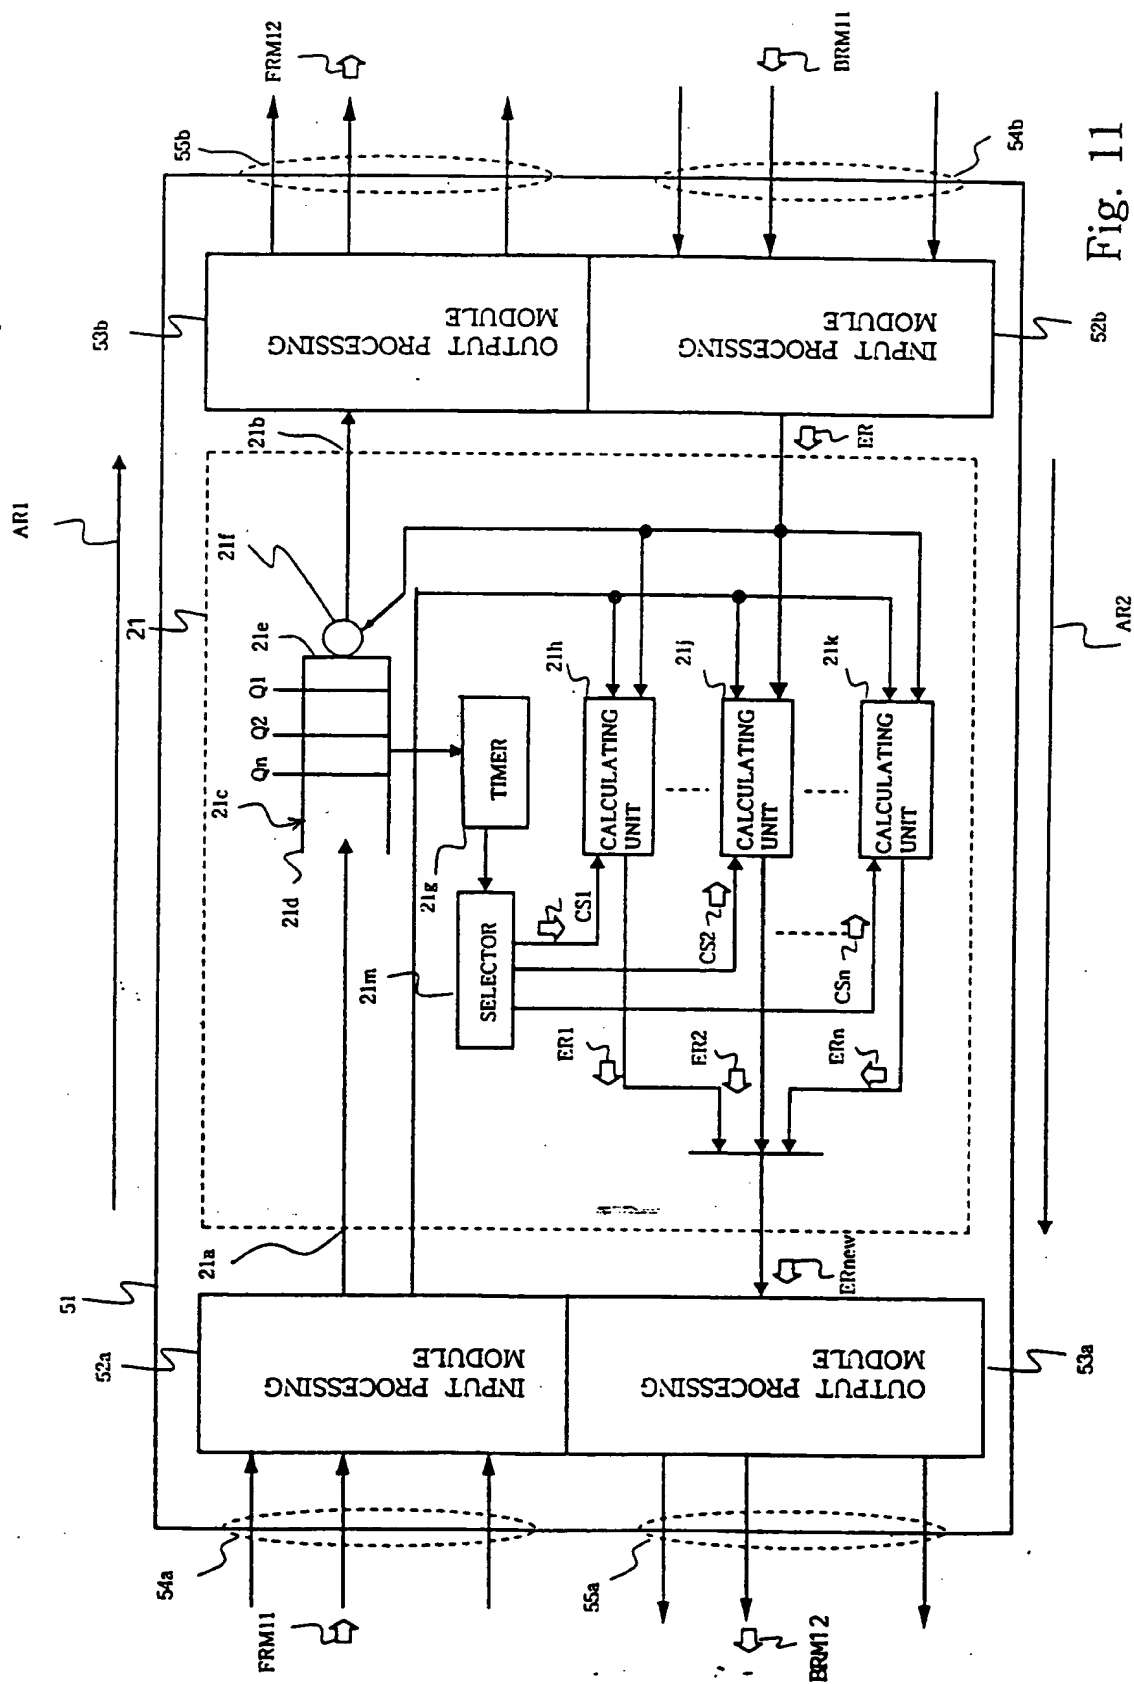 AR1
51
21
54a
52a
21a
21d
21c
Qn
Q2
Q1
21e
21f
21b
53b
55b
FRM12
FRM11
INPUT PROCESSING
MODULE
OUTPUT PROCESSING
MODULE
21m
21g
SELECTOR
TIMER
CS1
21h
CALCULATING
UNIT
ER1
CS2
21j
CALCULATING
UNIT
ER2
CSn
21k
CALCULATING
UNIT
ERn
ER
ERnew
OUTPUT PROCESSING
MODULE
INPUT PROCESSING
MODULE
55a
BRM12
53a
52b
54b
BRM11
AR2
Fig. 11